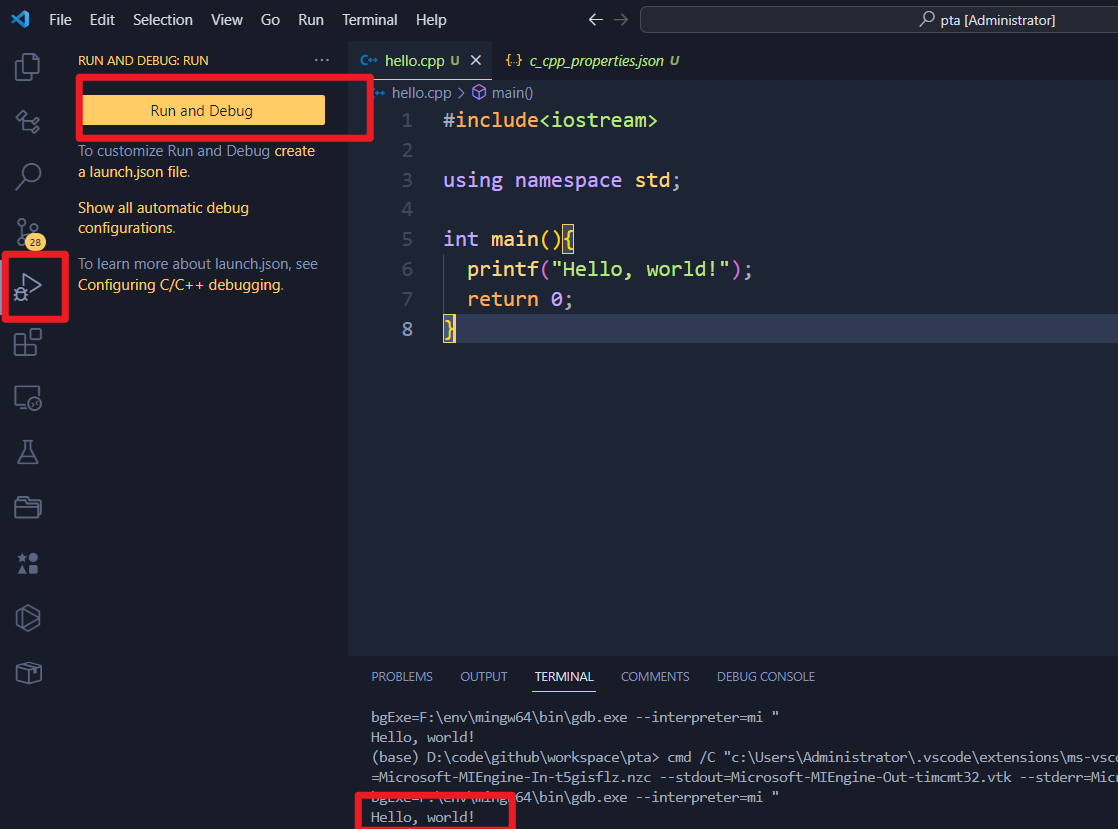 File Edit Selection View Go Run Terminal Help
pta [Administrator]
RUN AND DEBUG: RUN ...
Run and Debug
To customize Run and Debug create
a launch.json file.
Show all automatic debug
configurations.
To learn more about launch.json, see
Configuring C/C++ debugging.
28
C++ hello.cpp U
{..} c_cpp_properties.json U
hello.cpp > main()
1 #include<iostream>
2
3 using namespace std;
4
5 int main(){
6 printf("Hello, world!");
7 return 0;
8 }
PROBLEMS OUTPUT TERMINAL COMMENTS DEBUG CONSOLE
bgExe=F:\env\mingw64\bin\gdb.exe --interpreter=mi "
Hello, world!
(base) D:\code\github\workspace\pta> cmd /C "c:\Users\Administrator\.vscode\extensions\ms-vsc
=Microsoft-MIEngine-In-t5gisflz.nzc --stdout=Microsoft-MIEngine-Out-timcmt32.vtk --stderr=Micr
bgExe=F:\env\mingw64\bin\gdb.exe --interpreter=mi "
Hello, world!